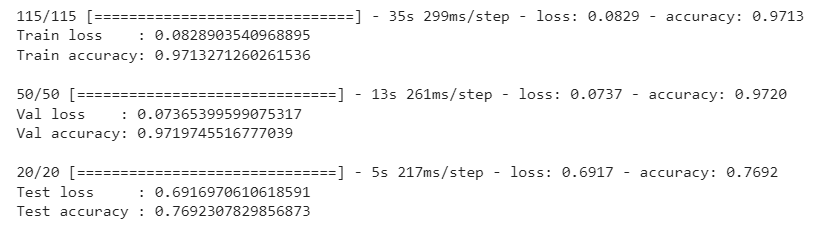 115/115 [==============================] - 35s 299ms/step - loss: 0.0829 - accuracy: 0.9713
Train loss    : 0.0828903540968895
Train accuracy: 0.9713271260261536
50/50 [==============================] - 13s 261ms/step - loss: 0.0737 - accuracy: 0.9720
Val loss    : 0.07365399599075317
Val accuracy: 0.9719745516777039
20/20 [==============================] - 5s 217ms/step - loss: 0.6917 - accuracy: 0.7692
Test loss     : 0.6916970610618591
Test accuracy : 0.7692307829856873